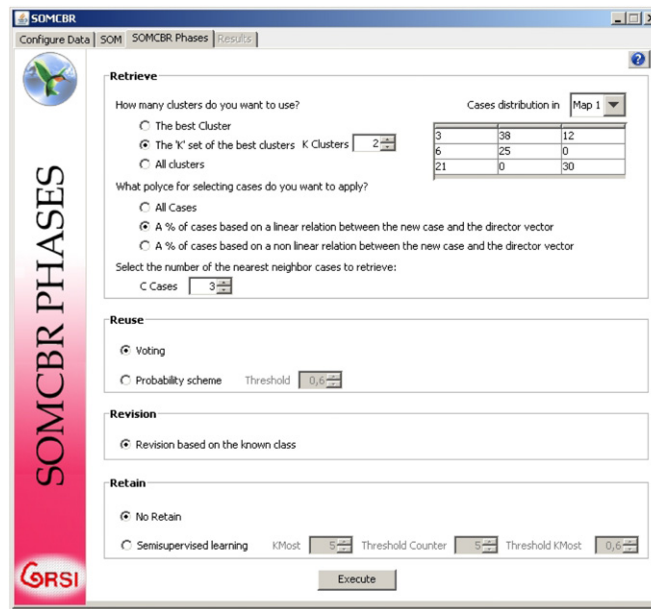 SOMCBR
Configure Data SOM SOMCBR Phases Results
SOMCBR PHASES
GRSI
Retrieve
How many clusters do you want to use?
The best Cluster
The 'K' set of the best clusters K Clusters 2
All clusters
Cases distribution in Map 1
3 38 12
6 25 0
21 0 30
What polyce for selecting cases do you want to apply?
All Cases
A % of cases based on a linear relation between the new case and the director vector
A % of cases based on a non linear relation between the new case and the director vector
Select the number of the nearest neighbor cases to retrieve:
C Cases 3
Reuse
Voting
Probability scheme Threshold 0,6
Revision
Revision based on the known class
Retain
No Retain
Semisupervised learning KMost 5 Threshold Counter 5 Threshold KMost 0,6
Execute